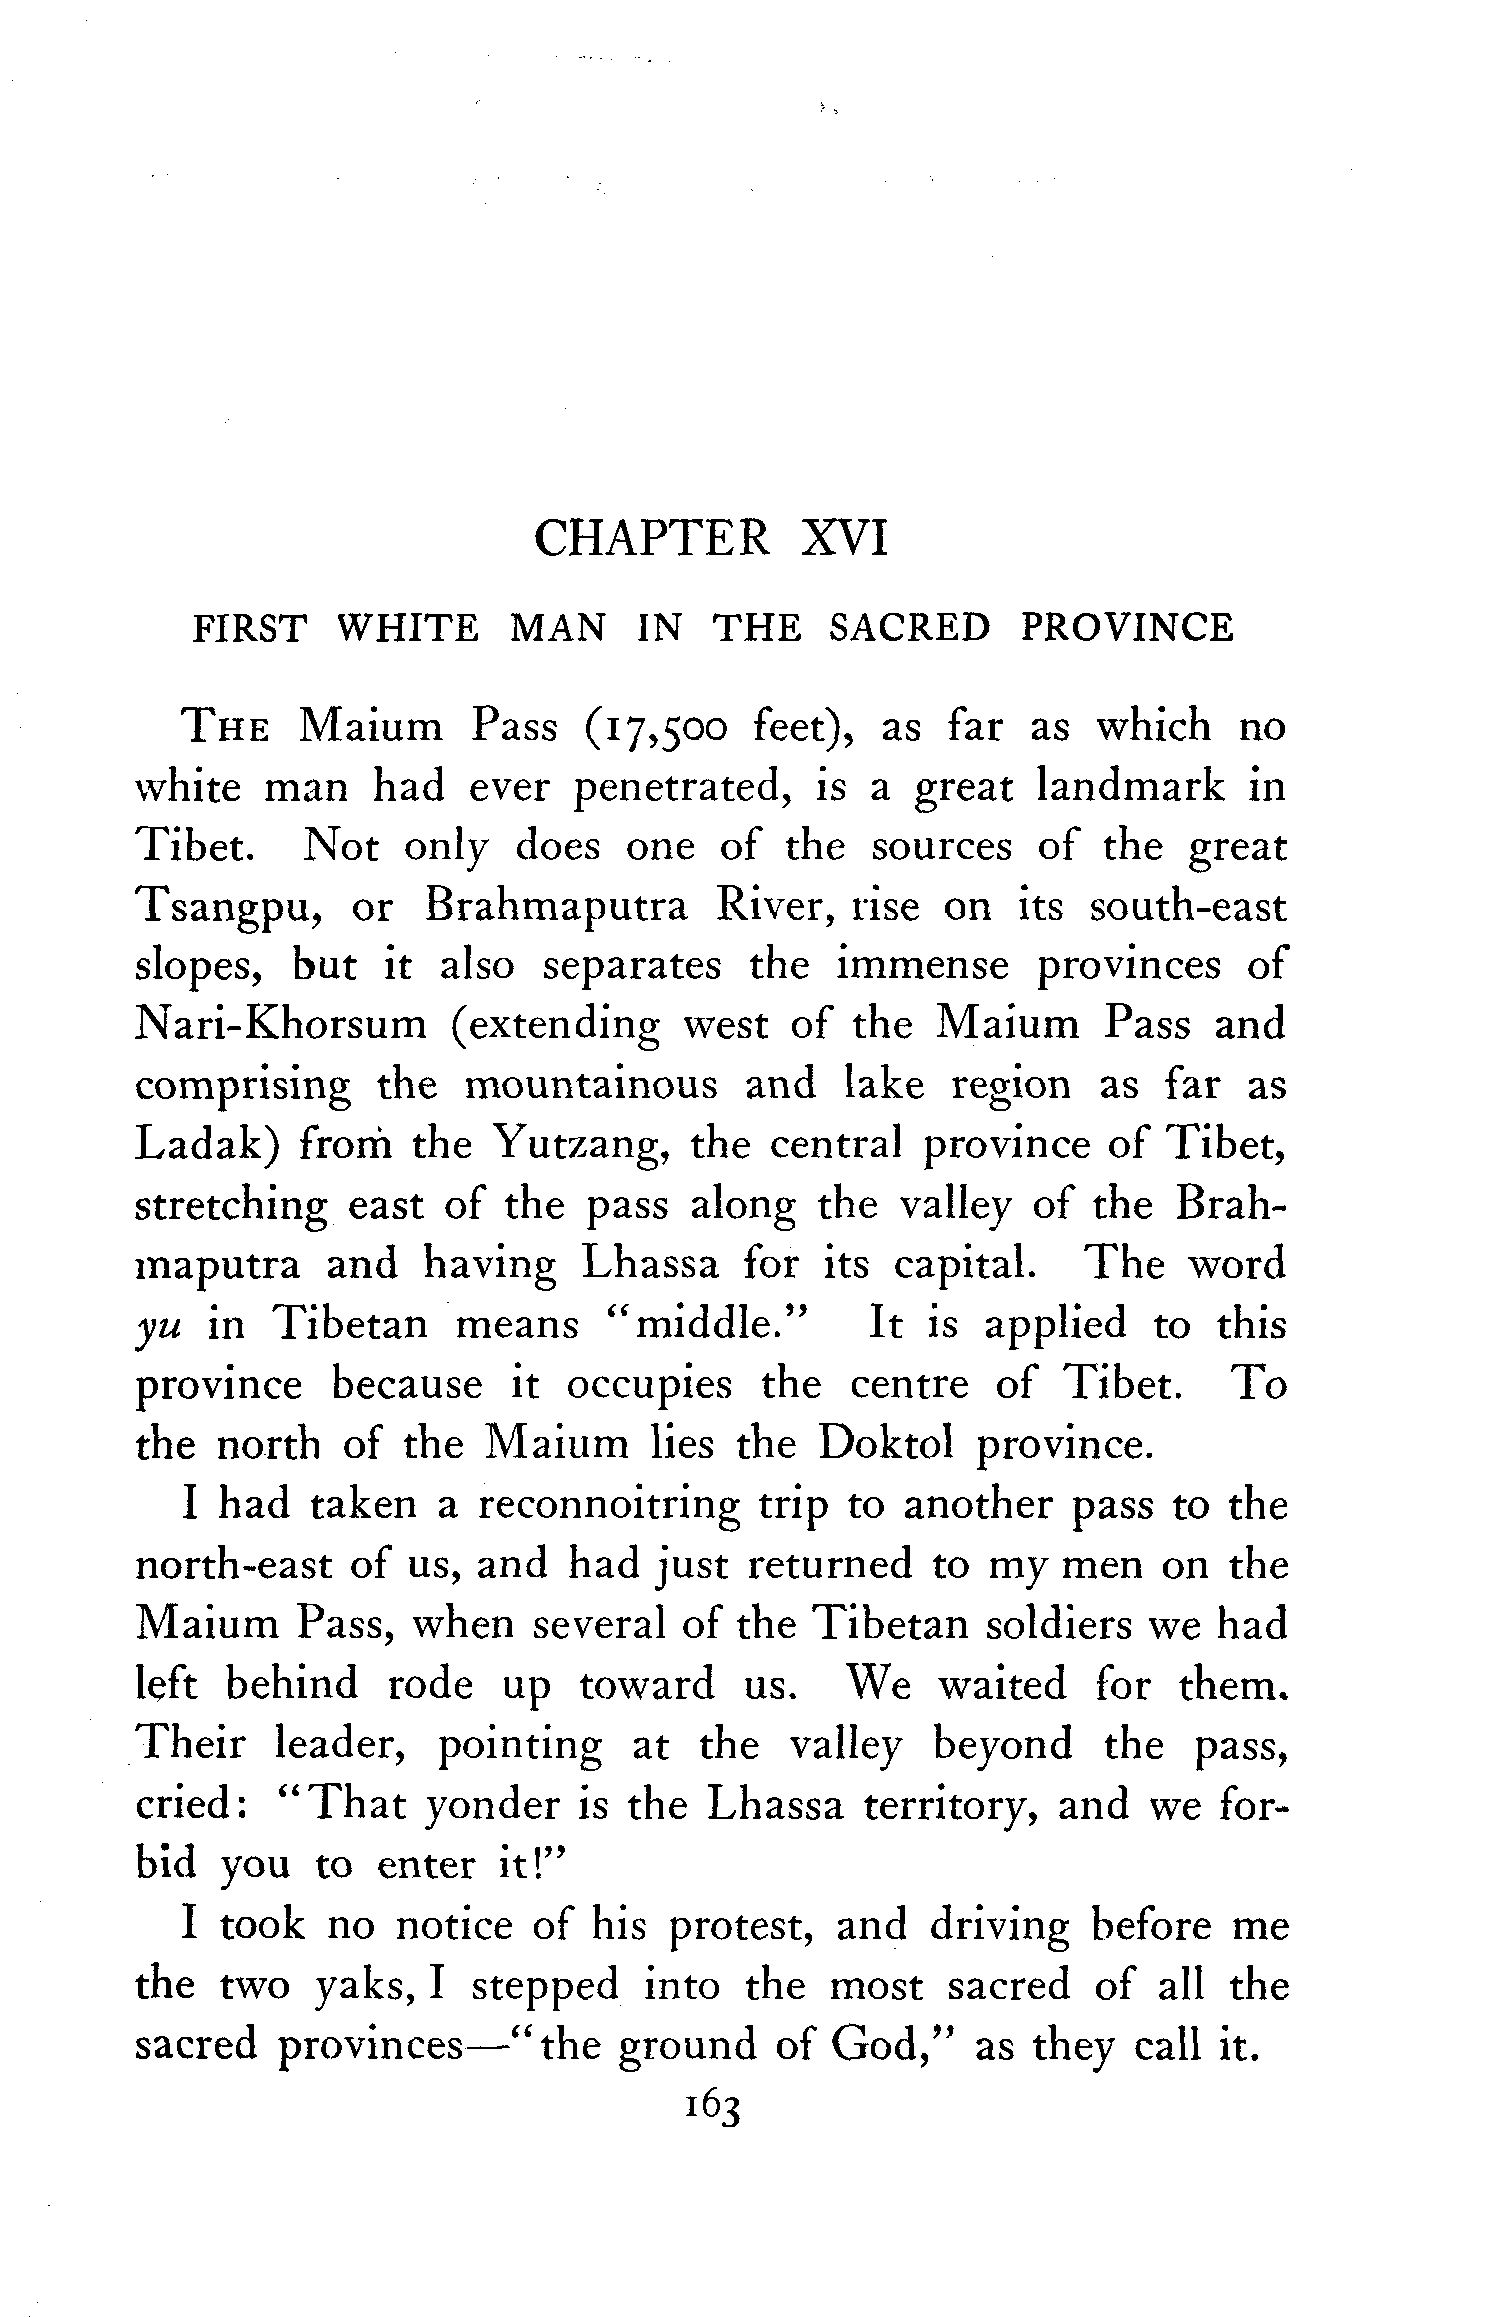 CHAPTER XVI
FIRST WHITE MAN IN THE SACRED PROVINCE
THE Maium Pass (17,500 feet), as far as which no
white man had ever penetrated, is a great landmark in
Tibet. Not only does one of the sources of the great
Tsangpu, or Brahmaputra River, rise on its south-east
slopes, but it also separates the immense provinces of
Nari-Khorsum (extending west of the Maium Pass and
comprising the mountainous and lake region as far as
Ladak) from the Yutzang, the central province of Tibet,
stretching east of the pass along the valley of the Brah-
maputra and having Lhassa for its capital. The word
yu in Tibetan means "middle." It is applied to this
province because it occupies the centre of Tibet. To
the north of the Maium lies the Doktol province.
I had taken a reconnoitring trip to another pass to the
north-east of us, and had just returned to my men on the
Maium Pass, when several of the Tibetan soldiers we had
left behind rode up toward us. We waited for them.
Their leader, pointing at the valley beyond the pass,
cried: "That yonder is the Lhassa territory, and we for-
bid you to enter it!"
I took no notice of his protest, and driving before me
the two yaks, I stepped into the most sacred of all the
sacred provinces—"the ground of God," as they call it.
163